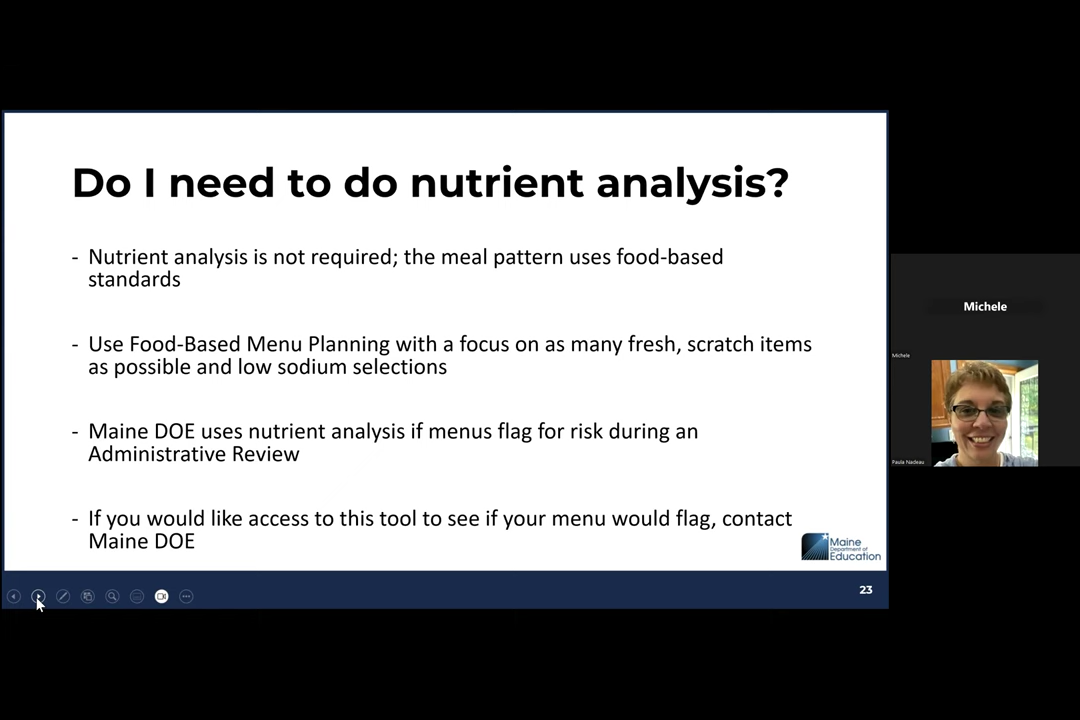 Do I need to do nutrient analysis?
- Nutrient analysis is not required; the meal pattern uses food-based
standards
- Use Food-Based Menu Planning with a focus on as many fresh, scratch items
as possible and low sodium selections
- Maine DOE uses nutrient analysis if menus flag for risk during an
Administrative Review
- If you would like access to this tool to see if your menu would flag, contact
Maine DOE
Maine
Department of
Education
23
Michele
Michele
Paula Nadeau